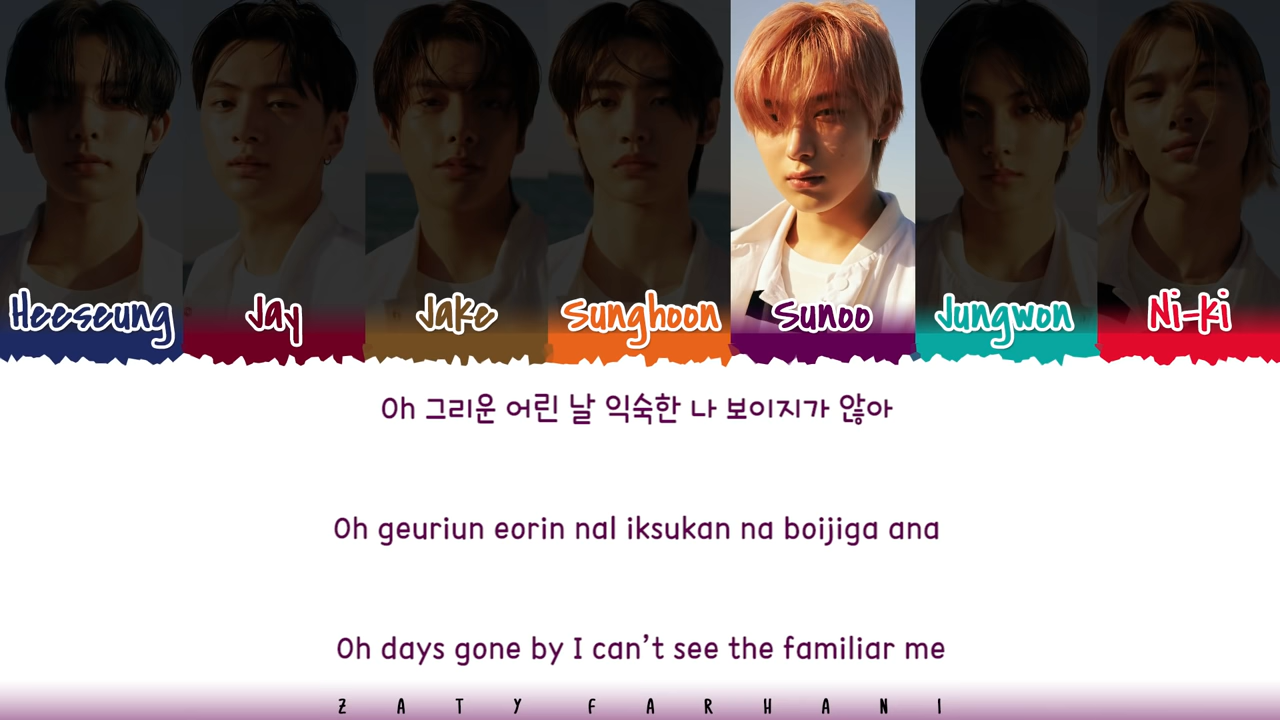 Heeseung Jay Jake Sunghoon Sunoo Jungwon Ni-ki
Oh 그리운 어린 날 익숙한 나 보이지가 않아
Oh geuriun eorin nal iksukan na boijiga ana
Oh days gone by I can't see the familiar me
ZATY FARHANI